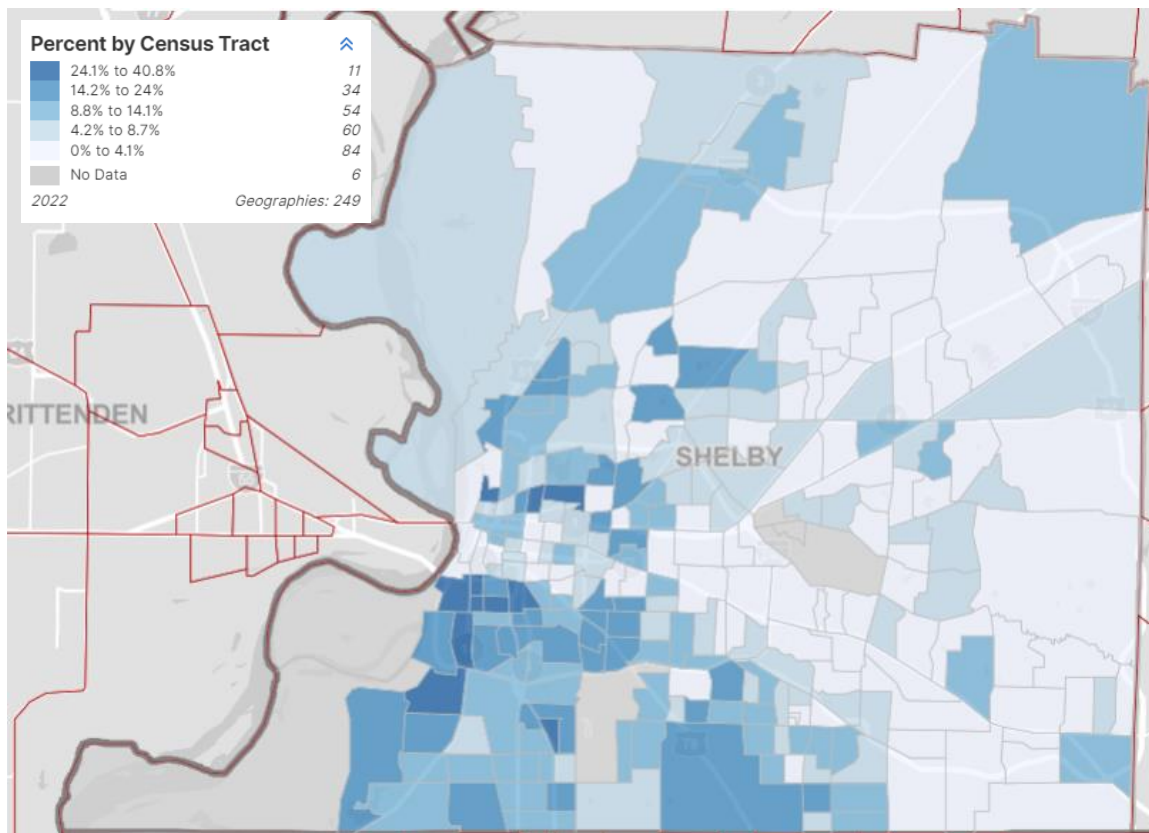 Percent by Census Tract
24.1% to 40.8% 11
14.2% to 24% 34
8.8% to 14.1% 54
4.2% to 8.7% 60
0% to 4.1% 84
No Data 6
2022 Geographies: 249
RITTENDEN
SHELBY